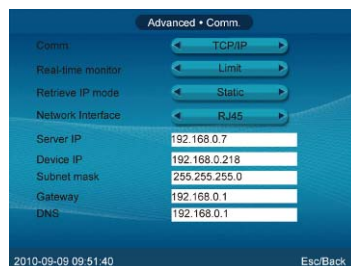 Advanced • Comm.
Comm. TCP/IP
Real-time monitor Limit
Retrieve IP mode Static
Network Interface RJ45
Server IP 192.168.0.7
Device IP 192.168.0.218
Subnet mask 255.255.255.0
Gateway 192.168.0.1
DNS 192.168.0.1
2010-09-09 09:51:40 Esc/Back